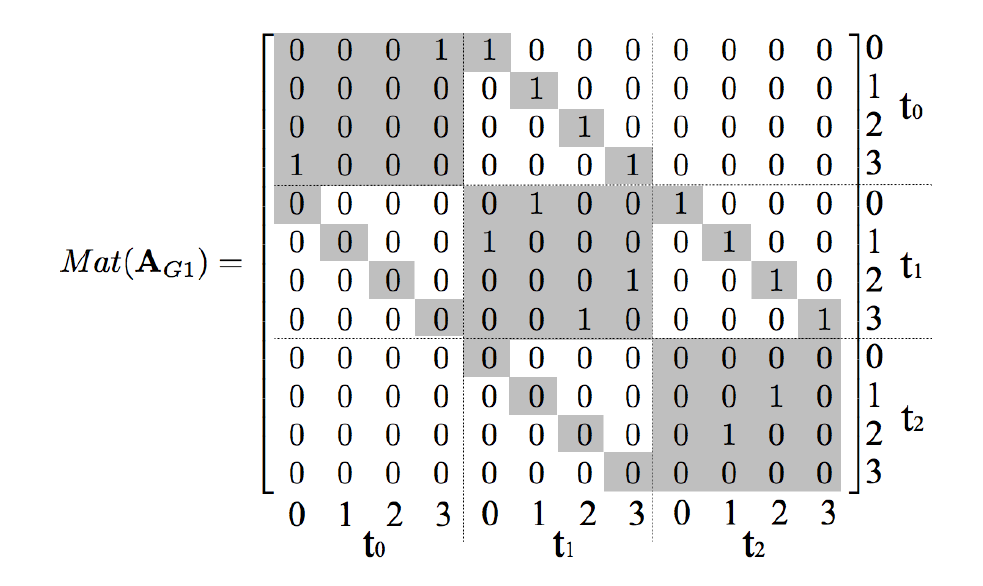 0 0 0 1 1 0 0 0 0 0 0 0 0
0 0 0 0 0 1 0 0 0 0 0 0 1
t0
0 0 0 0 0 0 1 0 0 0 0 0 2
1 0 0 0 0 0 0 1 0 0 0 0 3
0 0 0 0 0 1 0 0 1 0 0 0 0
0 0 0 0 1 0 0 0 0 1 0 0 1
Mat(A_{G1}) =
t1
0 0 0 0 0 0 0 1 0 0 1 0 2
0 0 0 0 0 0 1 0 0 0 0 1 3
0 0 0 0 0 0 0 0 0 0 0 0 0
0 0 0 0 0 0 0 0 0 0 1 0 1
t2
0 0 0 0 0 0 0 0 0 1 0 0 2
0 0 0 0 0 0 0 0 0 0 0 0 3
0 1 2 3 0 1 2 3 0 1 2 3
t0 t1 t2